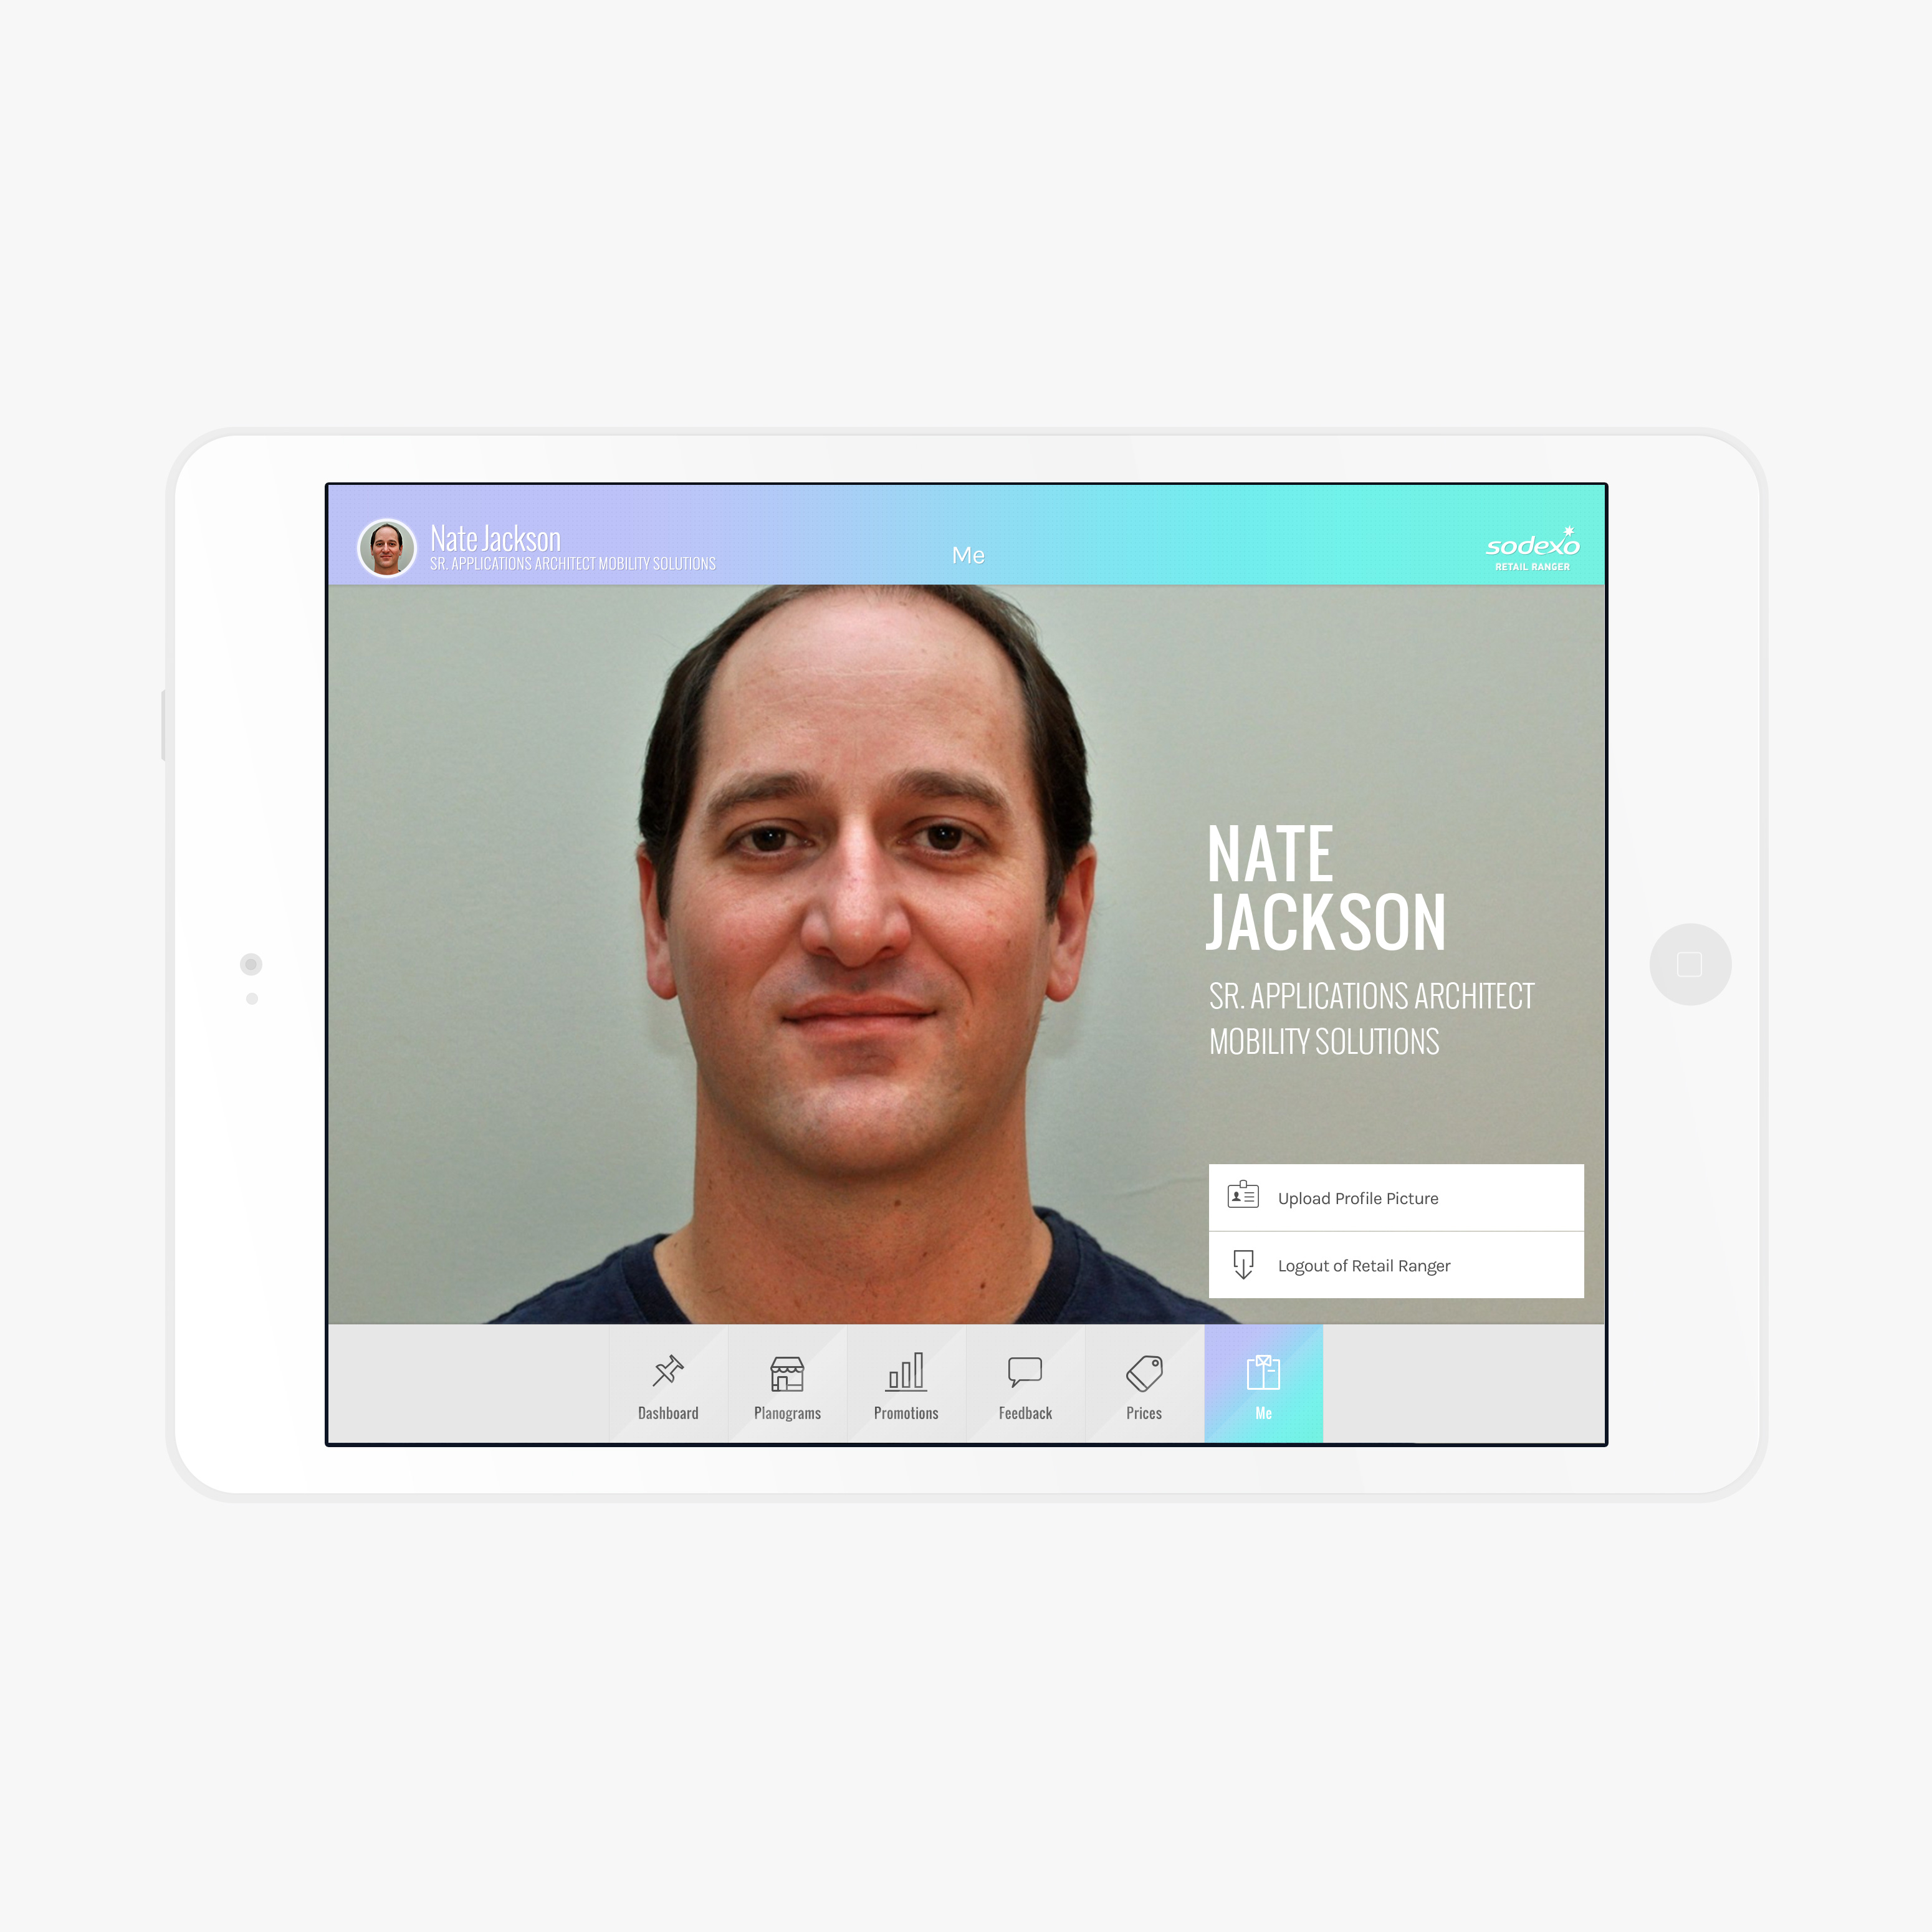 Nate Jackson
SR. APPLICATIONS ARCHITECT MOBILITY SOLUTIONS
Me
sodexo
RETAIL RANGER
NATE
JACKSON
SR. APPLICATIONS ARCHITECT
MOBILITY SOLUTIONS
Upload Profile Picture
Logout of Retail Ranger
Dashboard
Planograms
Promotions
Feedback
Prices
Me